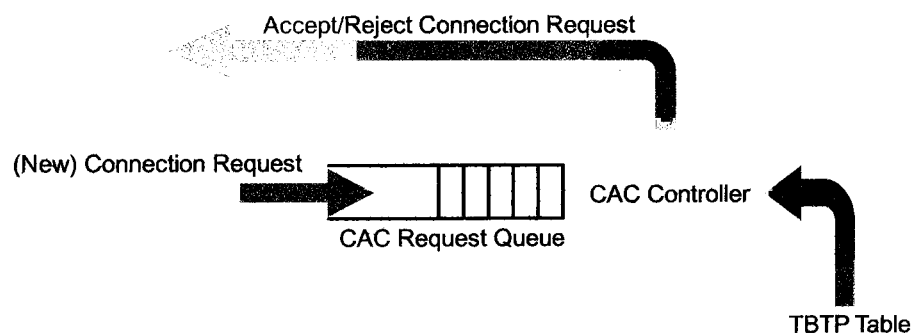 Accept/Reject Connection Request
(New) Connection Request
CAC Controller
CAC Request Queue
TBTP Table